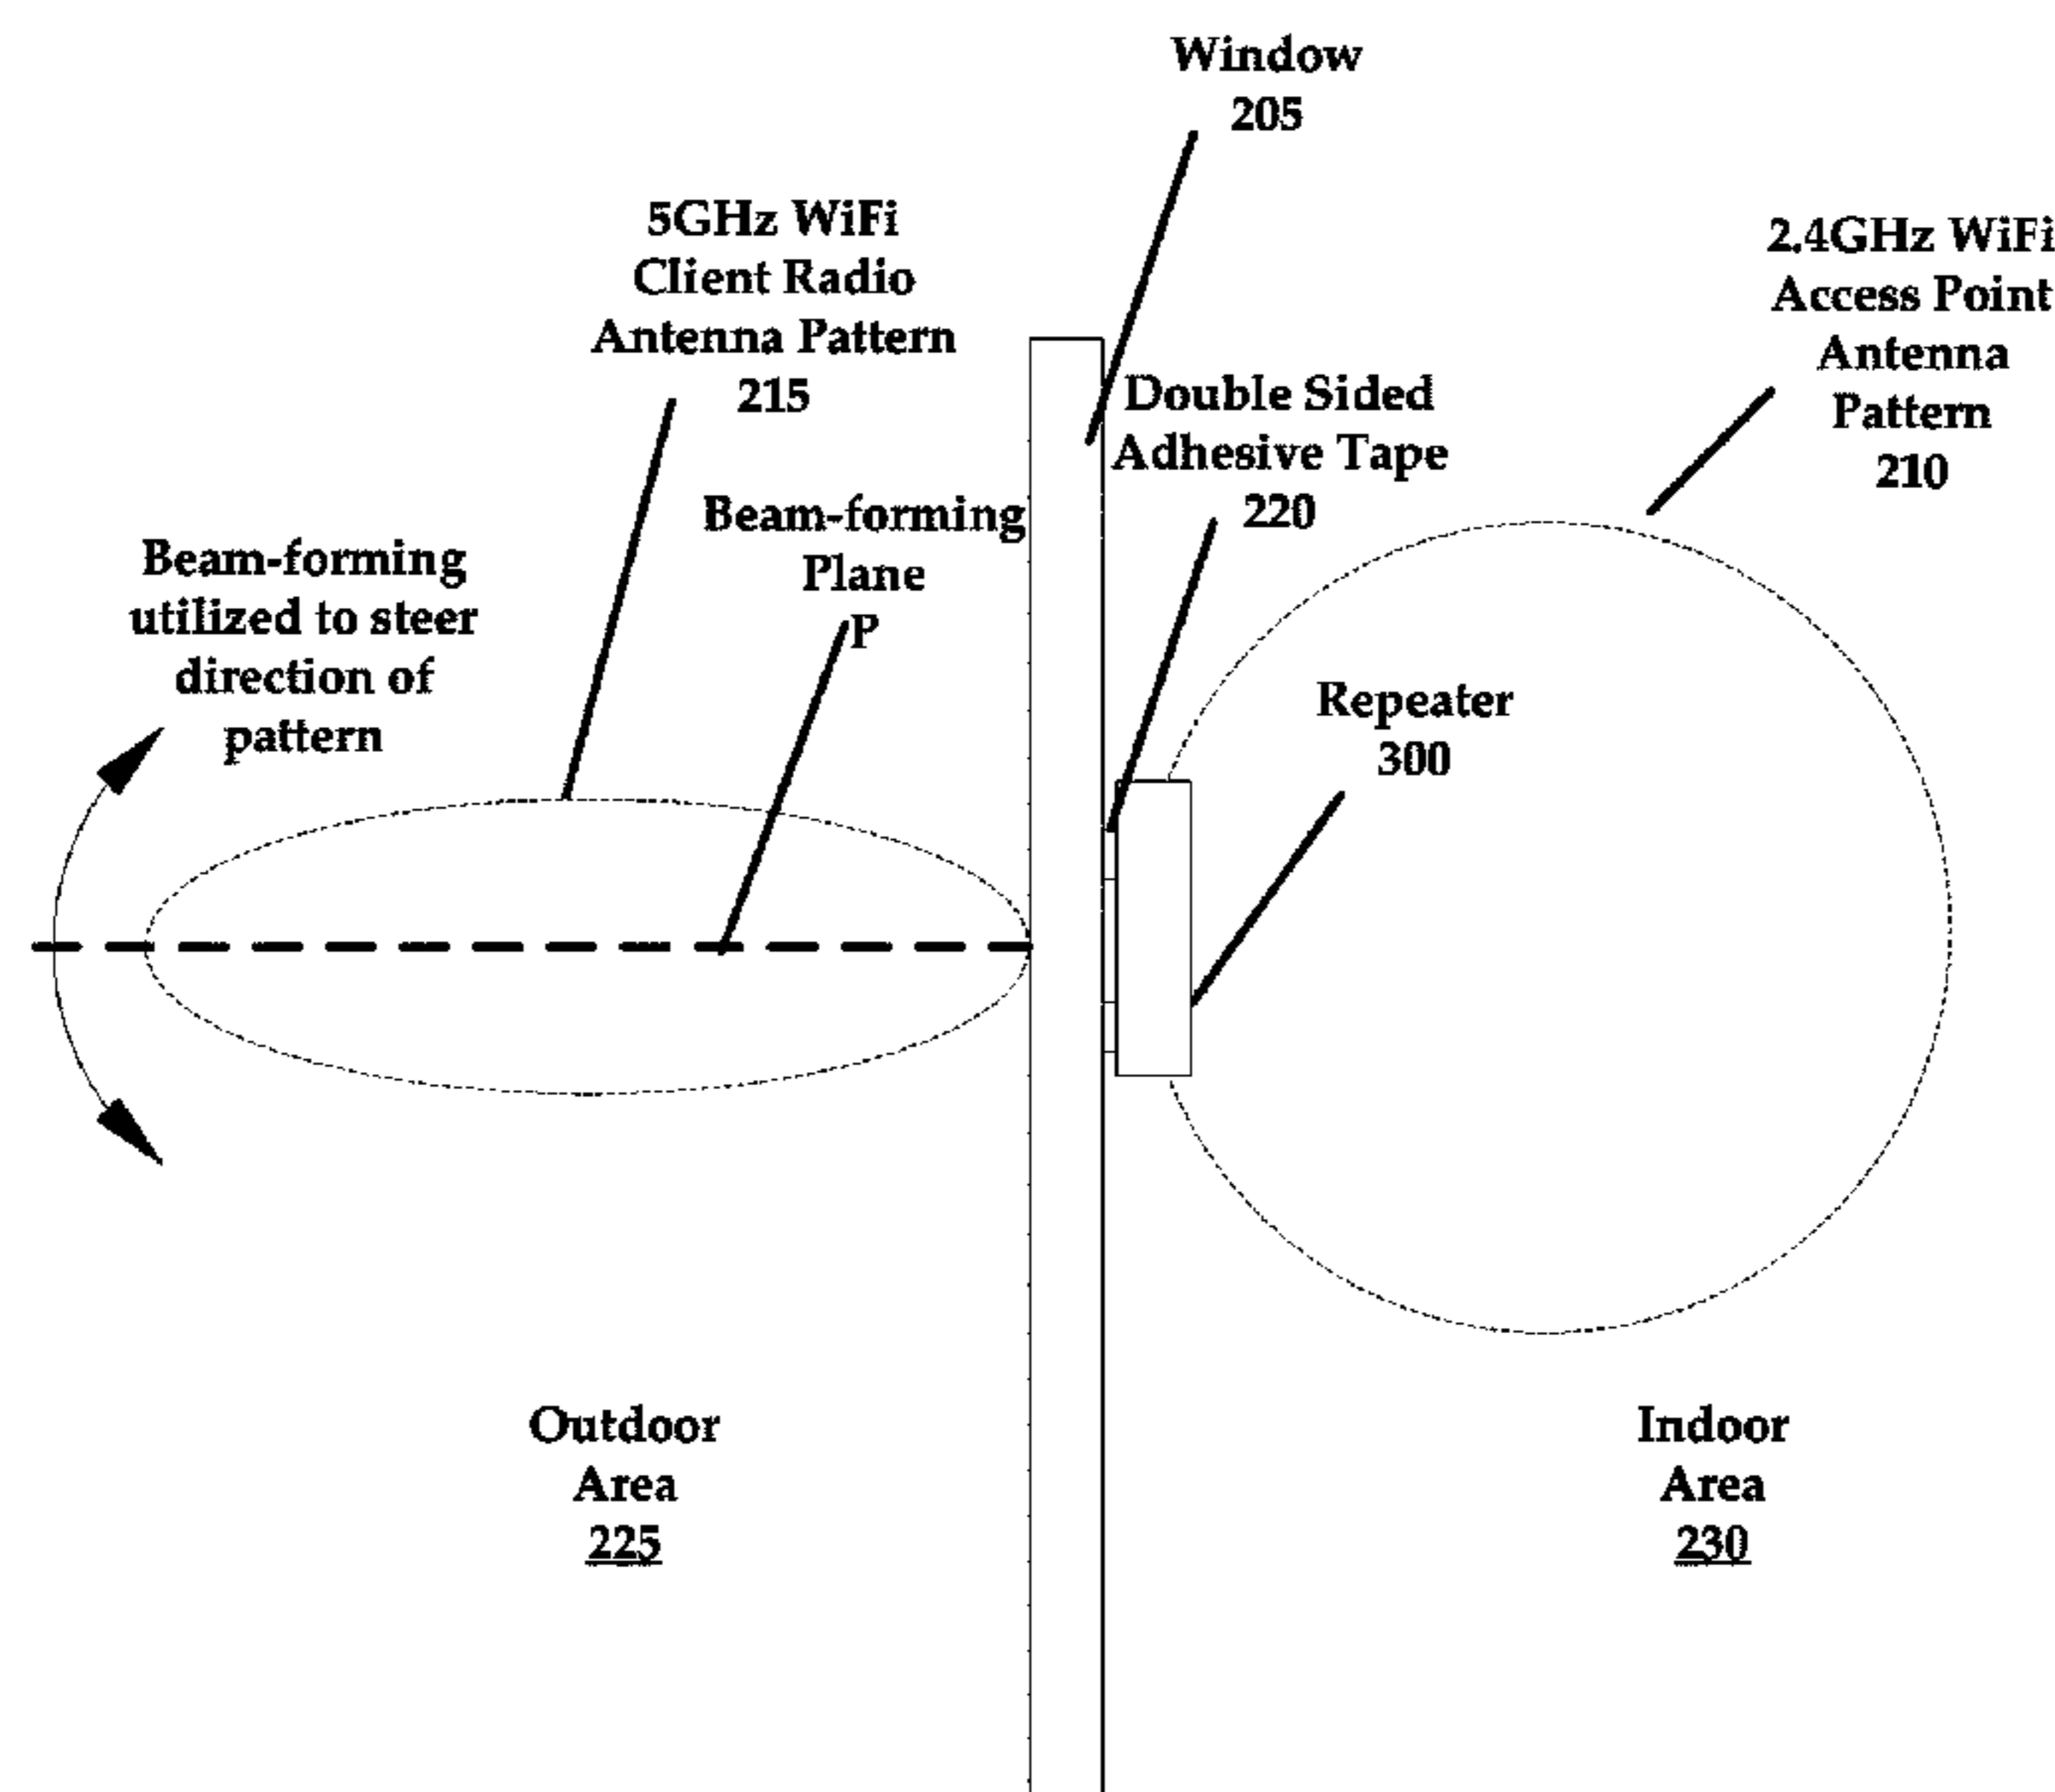 Window
205
5GHz WiFi
Client Radio
Antenna Pattern
215
2.4GHz WiFi
Access Point
Antenna
Pattern
210
Double Sided
Adhesive Tape
220
Beam-forming
Plane
P
Beam-forming
utilized to steer
direction of
pattern
Repeater
300
Outdoor
Area
225
Indoor
Area
230